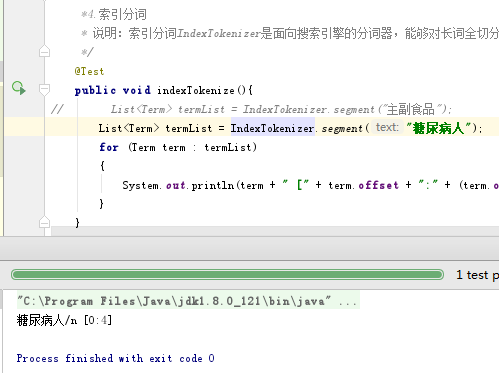 *4.索引分词
* 说明：索引分词IndexTokenizer是面向搜索引擎的分词器，能够对长词全切分
*/
@Test
public void indexTokenize(){
// List<Term> termList = IndexTokenizer.segment("主副食品");
List<Term> termList = IndexTokenizer.segment( text: "糖尿病人");
for (Term term : termList)
{
System.out.println(term + " [" + term.offset + ":" + (term.o
}
}
1 test p
"C:\Program Files\Java\jdk1.8.0_121\bin\java" ...
糖尿病人/n [0:4]
Process finished with exit code 0